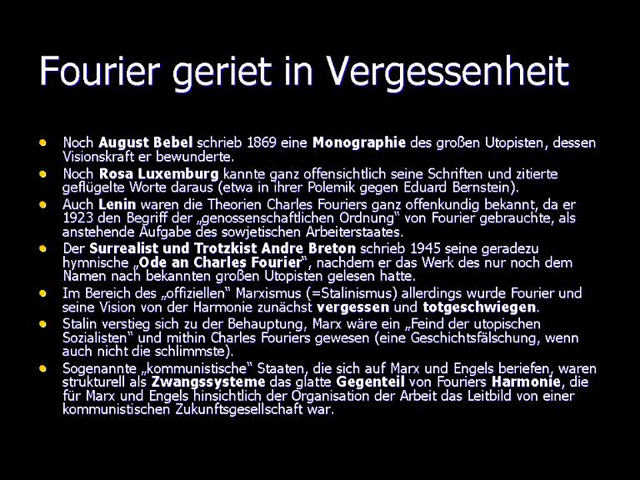 Fourier geriet in Vergessenheit
• Noch August Bebel schrieb 1869 eine Monographie des großen Utopisten, dessen
Visionskraft er bewunderte.
• Noch Rosa Luxemburg kannte ganz offensichtlich seine Schriften und zitierte
geflügelte Worte daraus (etwa in ihrer Polemik gegen Eduard Bernstein).
• Auch Lenin waren die Theorien Charles Fouriers ganz offenkundig bekannt, da er
1923 den Begriff der „genossenschaftlichen Ordnung“ von Fourier gebrauchte, als
anstehende Aufgabe des sowjetischen Arbeiterstaates.
• Der Surrealist und Trotzkist Andre Breton schrieb 1945 seine geradezu
hymnische „Ode an Charles Fourier“, nachdem er das Werk des nur noch dem
Namen nach bekannten großen Utopisten gelesen hatte.
• Im Bereich des „offiziellen“ Marxismus (=Stalinismus) allerdings wurde Fourier und
seine Vision von der Harmonie zunächst vergessen und totgeschwiegen.
• Stalin verstieg sich zu der Behauptung, Marx wäre ein „Feind der utopischen
Sozialisten“ und mithin Charles Fouriers gewesen (eine Geschichtsfälschung, wenn
auch nicht die schlimmste).
• Sogenannte „kommunistische“ Staaten, die sich auf Marx und Engels beriefen, waren
strukturell als Zwangssysteme das glatte Gegenteil von Fouriers Harmonie, die
für Marx und Engels hinsichtlich der Organisation der Arbeit das Leitbild von einer
kommunistischen Zukunftsgesellschaft war.